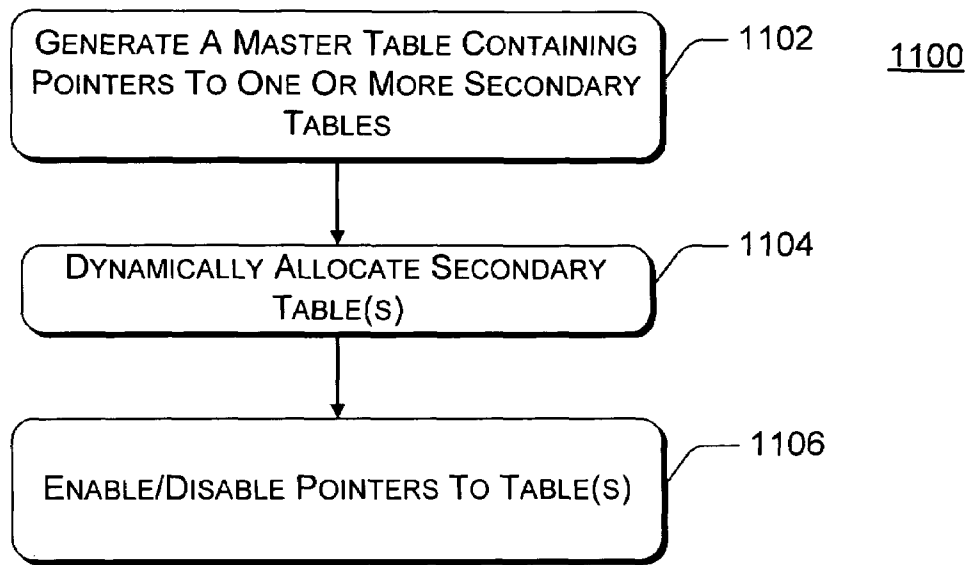 GENERATE A MASTER TABLE CONTAINING
POINTERS TO ONE OR MORE SECONDARY
TABLES
1102
1100
DYNAMICALLY ALLOCATE SECONDARY
TABLE(S)
1104
ENABLE/DISABLE POINTERS TO TABLE(S)
1106